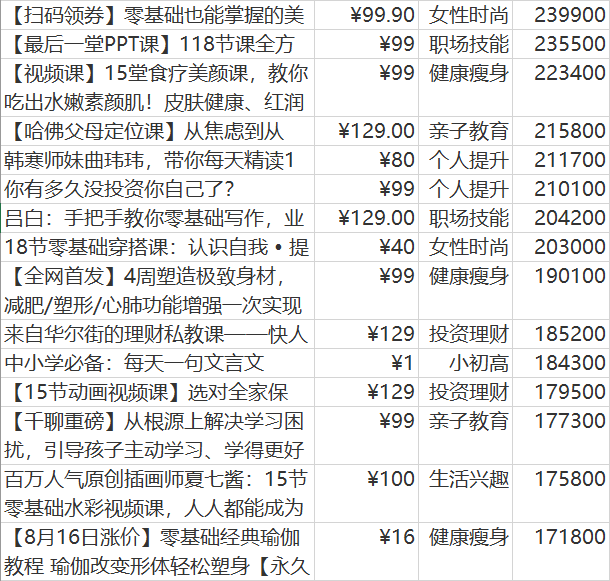 【扫码领券】零基础也能掌握的美 ¥99.90 女性时尚 239900
【最后一堂PPT课】118节课全方 ¥99 职场技能 235500
【视频课】15堂食疗美颜课，教你 ¥99 健康瘦身 223400
吃出水嫩素颜肌！皮肤健康、红润
【哈佛父母定位课】从焦虑到从 ¥129.00 亲子教育 215800
韩寒师妹曲玮玮，带你每天精读1 ¥80 个人提升 211700
你有多久没投资你自己了？ ¥99 个人提升 210100
吕白：手把手教你零基础写作，业 ¥129.00 职场技能 204200
18节零基础穿搭课：认识自我•提 ¥40 女性时尚 203000
【全网首发】4周塑造极致身材， ¥99 健康瘦身 190100
减肥/塑形/心肺功能增强一次实现
来自华尔街的理财私教课——快人 ¥129 投资理财 185200
中小学必备：每天一句文言文 ¥1 小初高 184300
【15节动画视频课】选对全家保 ¥129 投资理财 179500
【千聊重磅】从根源上解决学习困 ¥99 亲子教育 177300
扰，引导孩子主动学习、学得更好
百万人气原创插画师夏七酱：15节 ¥100 生活兴趣 175800
零基础水彩视频课，人人都能成为
【8月16日涨价】零基础经典瑜伽 ¥16 健康瘦身 171800
教程 瑜伽改变形体轻松塑身【永久